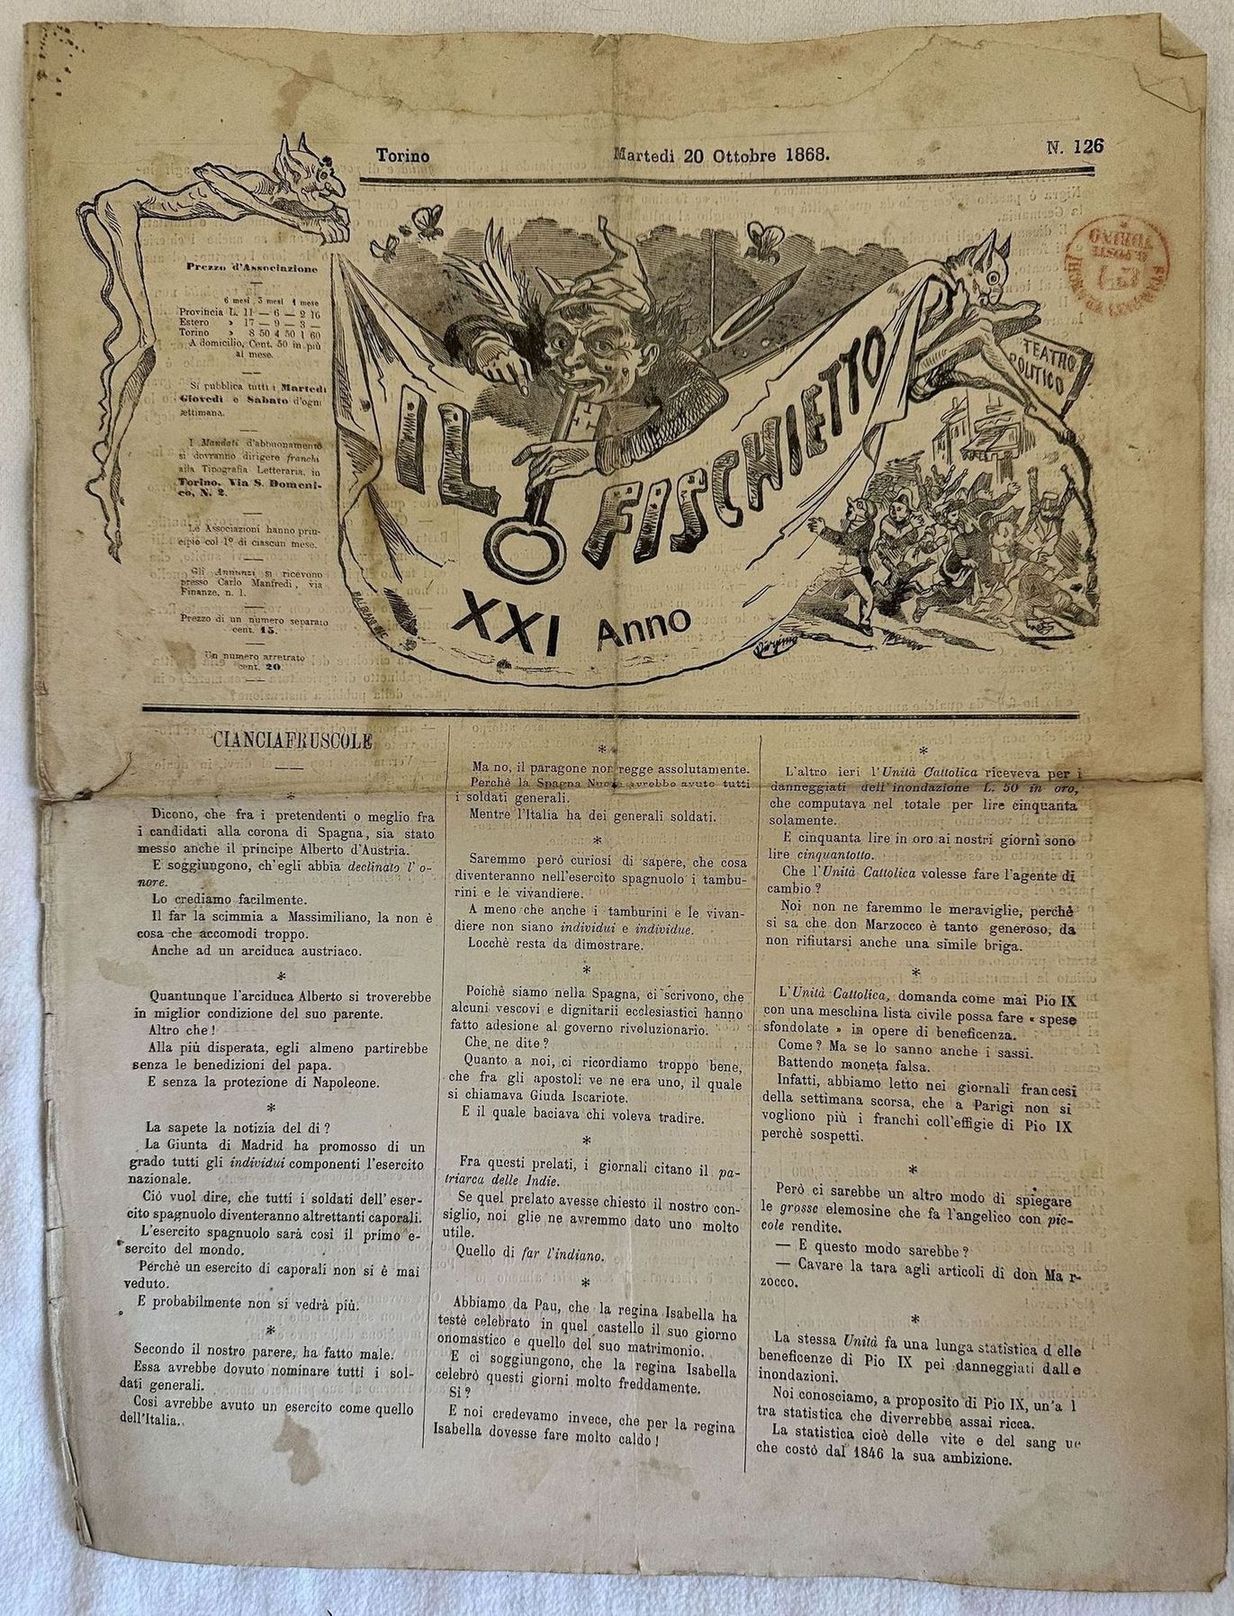 Torino
Martedi 20 Ottobre 1868.
N. 126
Prezzo d'Associazione
6 mesi 3 mesi 1 mese
Provincia L. 11 — 6 — 2 16
Estero » 17 — 9 — 3 —
Torino » 8 50 4 50 1 60
A domicilio, Cent. 50 in più
al mese.
Si pubblica tutti i Martedi
Giovedi e Sabato d'ogni
settimana.
I Mandati d'abbuonamento
si dovranno dirigere franchi
alla Tipografia Letteraria, in
Torino, Via S. Domeni-
co, N. 2.
Le Associazioni hanno prin-
cipio col 1º di ciascun mese.
Gli Annunzi si ricevono
presso Carlo Manfredi, via
Finanze, n. 1.
Prezzo di un numero separato
cent. 15.
Un numero arretrato
cent. 20
IL FISCHIETTO
XXI Anno
TEATRO
POLITICO
TORINO
CIANCIAFRUSCOLE
*
Dicono, che fra i pretendenti o meglio fra
i candidati alla corona di Spagna, sia stato
messo anche il principe Alberto d'Austria.
E soggiungono, ch'egli abbia declinato l'o-
nore.
Lo crediamo facilmente.
Il far la scimmia a Massimiliano, la non è
cosa che accomodi troppo.
Anche ad un arciduca austriaco.
*
Quantunque l'arciduca Alberto si troverebbe
in miglior condizione del suo parente.
Altro che!
Alla più disperata, egli almeno partirebbe
senza le benedizioni del papa.
E senza la protezione di Napoleone.
*
La sapete la notizia del dì?
La Giunta di Madrid ha promosso di un
grado tutti gli individui componenti l'esercito
nazionale.
Ciò vuol dire, che tutti i soldati dell'eser-
cito spagnuolo diventeranno altrettanti caporali.
L'esercito spagnuolo sarà così il primo e-
sercito del mondo.
Perchè un esercito di caporali non si è mai
veduto.
E probabilmente non si vedrà più.
*
Secondo il nostro parere, ha fatto male.
Essa avrebbe dovuto nominare tutti i sol-
dati generali.
Così avrebbe avuto un esercito come quello
dell'Italia.
*
Ma no, il paragone non regge assolutamente.
Perchè la Spagna Nuova avrebbe avuto tutti
i soldati generali.
Mentre l'Italia ha dei generali soldati.
*
Saremmo però curiosi di sapere, che cosa
diventeranno nell'esercito spagnuolo i tambu-
rini e le vivandiere.
A meno che anche i tamburini e le vivan-
diere non siano individui e individue.
Locchè resta da dimostrare.
*
Poichè siamo nella Spagna, ci scrivono, che
alcuni vescovi e dignitarii ecclesiastici hanno
fatto adesione al governo rivoluzionario.
Che ne dite?
Quanto a noi, ci ricordiamo troppo bene,
che fra gli apostoli ve ne era uno, il quale
si chiamava Giuda Iscariote.
E il quale baciava chi voleva tradire.
*
Fra questi prelati, i giornali citano il pa-
triarca delle Indie.
Se quel prelato avesse chiesto il nostro con-
siglio, noi glie ne avremmo dato uno molto
utile.
Quello di far l'indiano.
*
Abbiamo da Pau, che la regina Isabella ha
testè celebrato in quel castello il suo giorno
onomastico e quello del suo matrimonio.
E ci soggiungono, che la regina Isabella
celebrò questi giorni molto freddamente.
Si?
E noi credevamo invece, che per la regina
Isabella dovesse fare molto caldo!
*
L'altro ieri l'Unità Cattolica riceveva per i
danneggiati dell'inondazione L. 50 in oro,
che computava nel totale per lire cinquanta
solamente.
E cinquanta lire in oro ai nostri giorni sono
lire cinquantotto.
Che l'Unità Cattolica volesse fare l'agente di
cambio?
Noi non ne faremmo le meraviglie, perchè
si sa che don Marzocco è tanto generoso, da
non rifiutarsi anche una simile briga.
*
L'Unità Cattolica, domanda come mai Pio IX
con una meschina lista civile possa fare « spese
sfondolate » in opere di beneficenza.
Come? Ma se lo sanno anche i sassi.
Battendo moneta falsa.
Infatti, abbiamo letto nei giornali francesi
della settimana scorsa, che a Parigi non si
vogliono più i franchi coll'effigie di Pio IX
perchè sospetti.
*
Però ci sarebbe un altro modo di spiegare
le grosse elemosine che fa l'angelico con pic-
cole rendite.
— E questo modo sarebbe?
— Cavare la tara agli articoli di don Mar-
zocco.
*
La stessa Unità fa una lunga statistica delle
beneficenze di Pio IX pei danneggiati dalle
inondazioni.
Noi conosciamo, a proposito di Pio IX, un'al
tra statistica che diverrebbe assai ricca.
La statistica cioè delle vite e del sangue
che costò dal 1846 la sua ambizione.